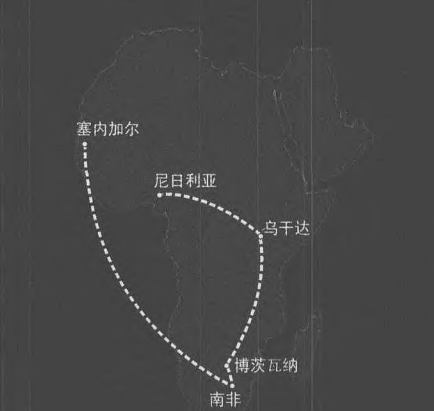 塞内加尔
尼日利亚
乌干达
博茨瓦纳
南非